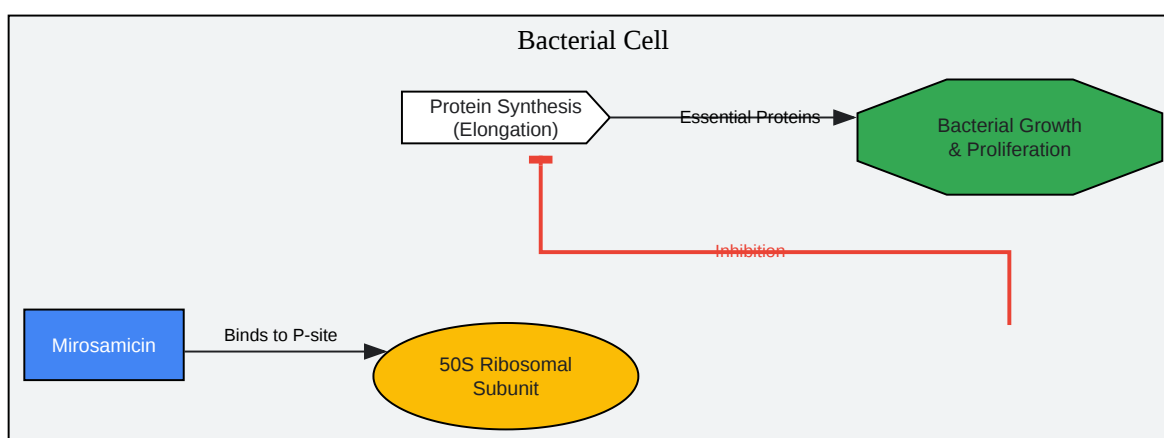 Bacterial Cell
Protein Synthesis
(Elongation)
Essential Proteins
Bacterial Growth
& Proliferation
Inhibition
Mirosamicin
Binds to P-site
50S Ribosomal
Subunit